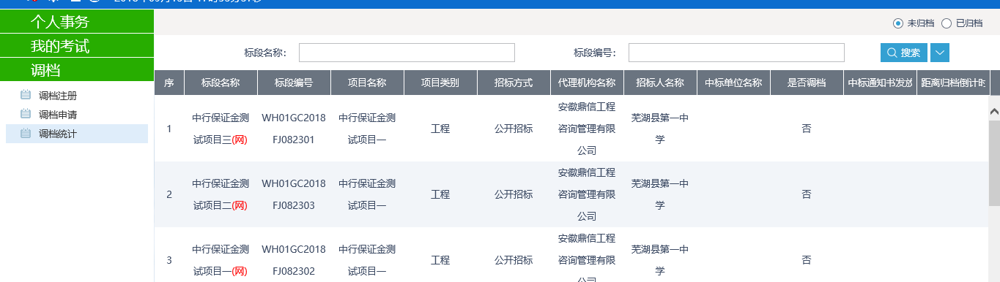 个人事务
我的考试
调档
调档注册
调档申请
调档统计
未归档 已归档
标段名称： 标段编号： 搜索
序 标段名称 标段编号 项目名称 项目类别 招标方式 代理机构名称 招标人名称 中标单位名称 是否调档 中标通知书发放 距离归档倒计时
1 中行保证金测试项目三(网) WH01GC2018FJ082301 中行保证金测试项目一 工程 公开招标 安徽鼎信工程咨询管理有限公司 芜湖县第一中学 否
2 中行保证金测试项目二(网) WH01GC2018FJ082303 中行保证金测试项目一 工程 公开招标 安徽鼎信工程咨询管理有限公司 芜湖县第一中学 否
3 中行保证金测试项目一(网) WH01GC2018FJ082302 中行保证金测试项目一 工程 公开招标 安徽鼎信工程咨询管理有限公司 芜湖县第一中学 否